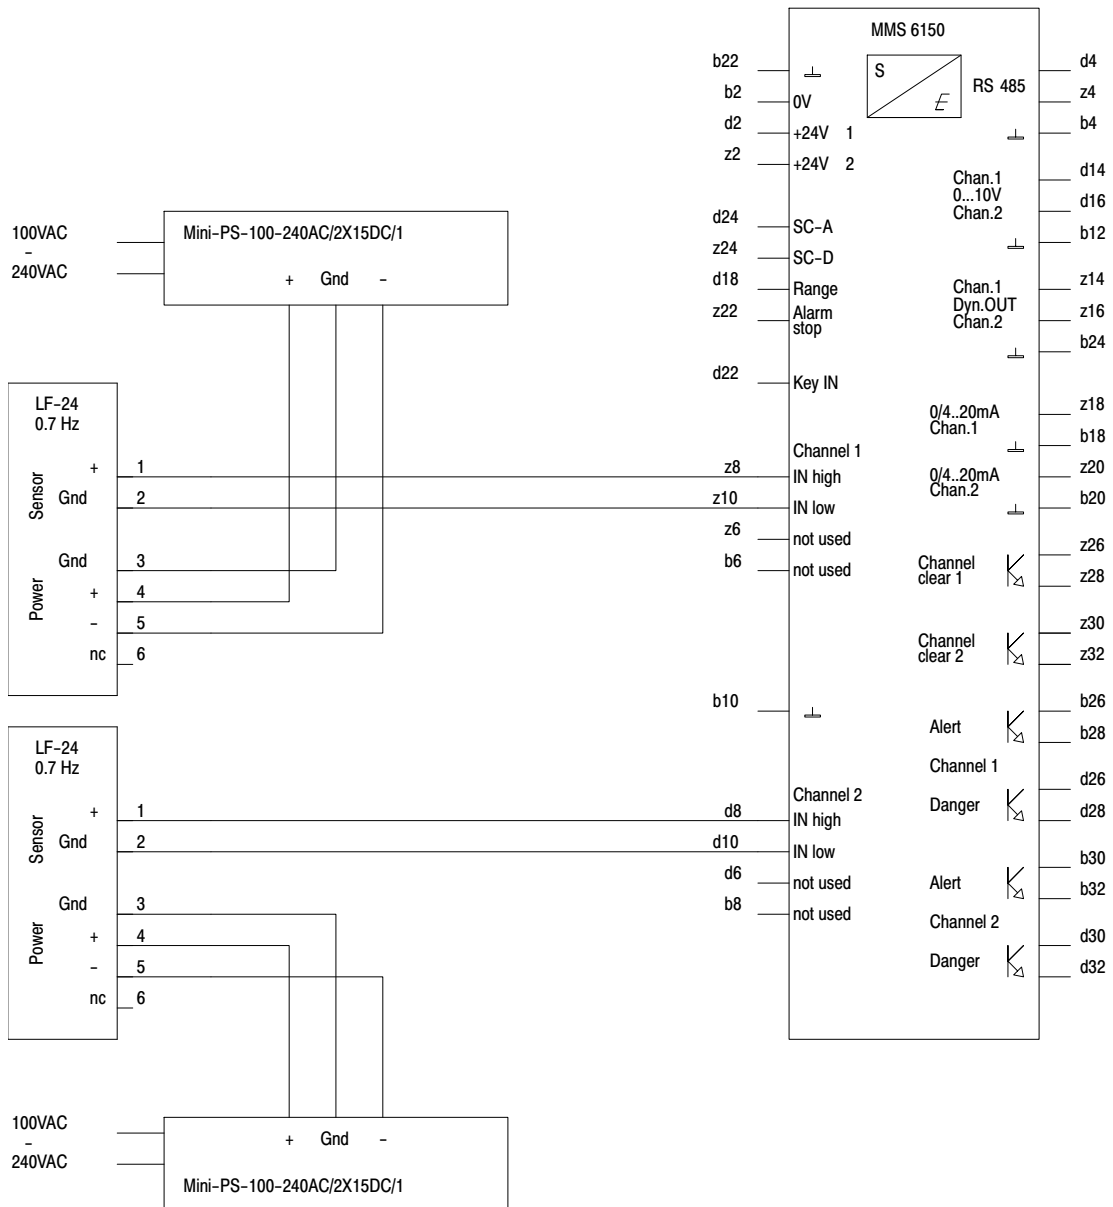 MMS 6150
S
E
RS 485
b22
b2
0V
d2
+24V 1
z2
+24V 2
d24
SC-A
z24
SC-D
d18
Range
z22
Alarm
stop
d22
Key IN
Channel 1
z8
IN high
z10
IN low
z6
not used
b6
not used
b10
Channel 2
d8
IN high
d10
IN low
d6
not used
b8
not used
d4
z4
b4
Chan.1
0...10V
Chan.2
d14
d16
b12
Chan.1
Dyn.OUT
Chan.2
z14
z16
b24
0/4..20mA
Chan.1
z18
b18
0/4..20mA
Chan.2
z20
b20
Channel
clear 1
z26
z28
Channel
clear 2
z30
z32
Alert
b26
b28
Channel 1
Danger
d26
d28
Alert
b30
b32
Channel 2
Danger
d30
d32
100VAC
-
240VAC
Mini-PS-100-240AC/2X15DC/1
+ Gnd -
LF-24
0.7 Hz
Sensor
+ 1
Gnd 2
Power
Gnd 3
+ 4
- 5
nc 6
LF-24
0.7 Hz
Sensor
+ 1
Gnd 2
Power
Gnd 3
+ 4
- 5
nc 6
100VAC
-
240VAC
+ Gnd -
Mini-PS-100-240AC/2X15DC/1